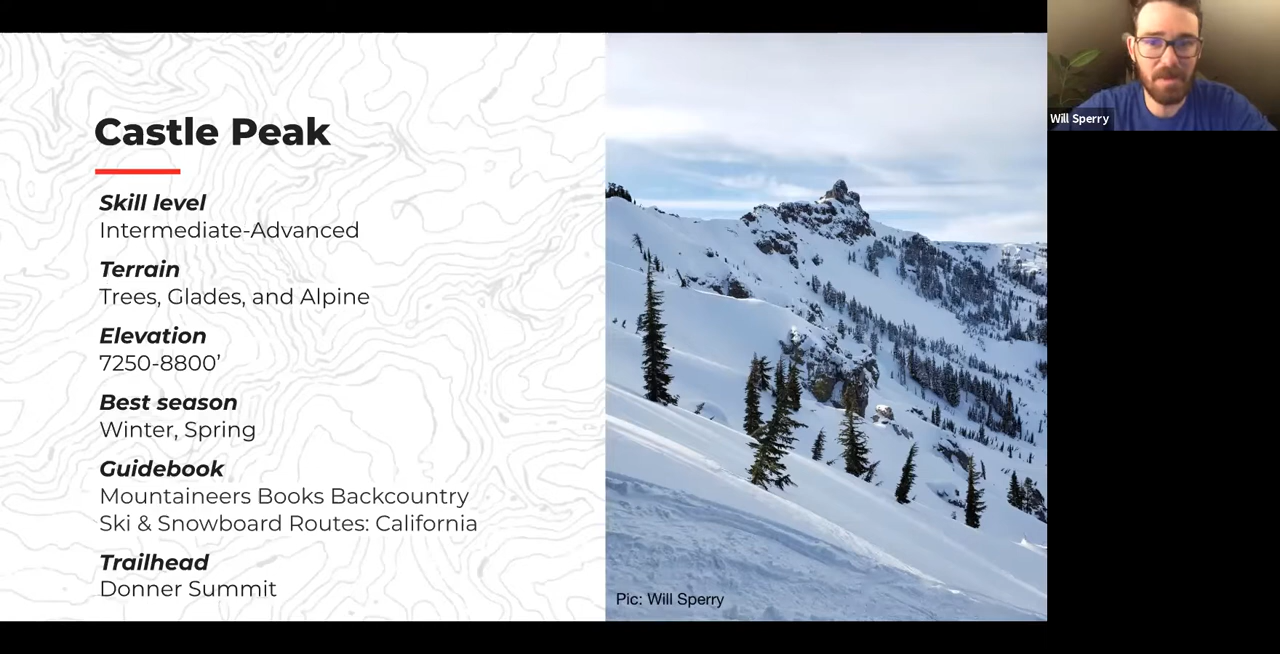 Castle Peak
Skill level
Intermediate-Advanced
Terrain
Trees, Glades, and Alpine
Elevation
7250-8800’
Best season
Winter, Spring
Guidebook
Mountaineers Books Backcountry
Ski & Snowboard Routes: California
Trailhead
Donner Summit
Pic: Will Sperry
Will Sperry